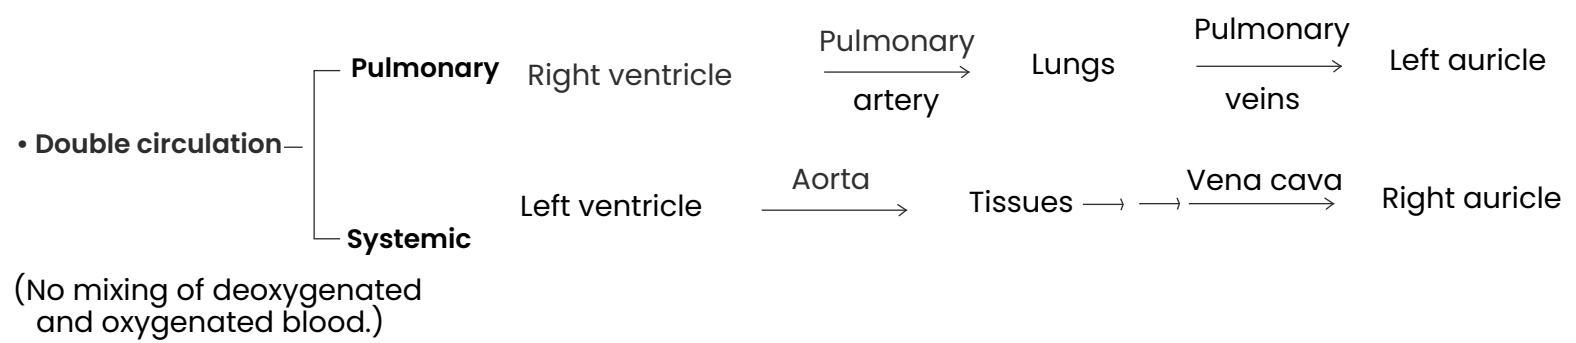 Pulmonary Right ventricle Pulmonary artery Lungs Pulmonary veins Left auricle
• Double circulation
Systemic Left ventricle Aorta Tissues Vena cava Right auricle
(No mixing of deoxygenated
and oxygenated blood.)